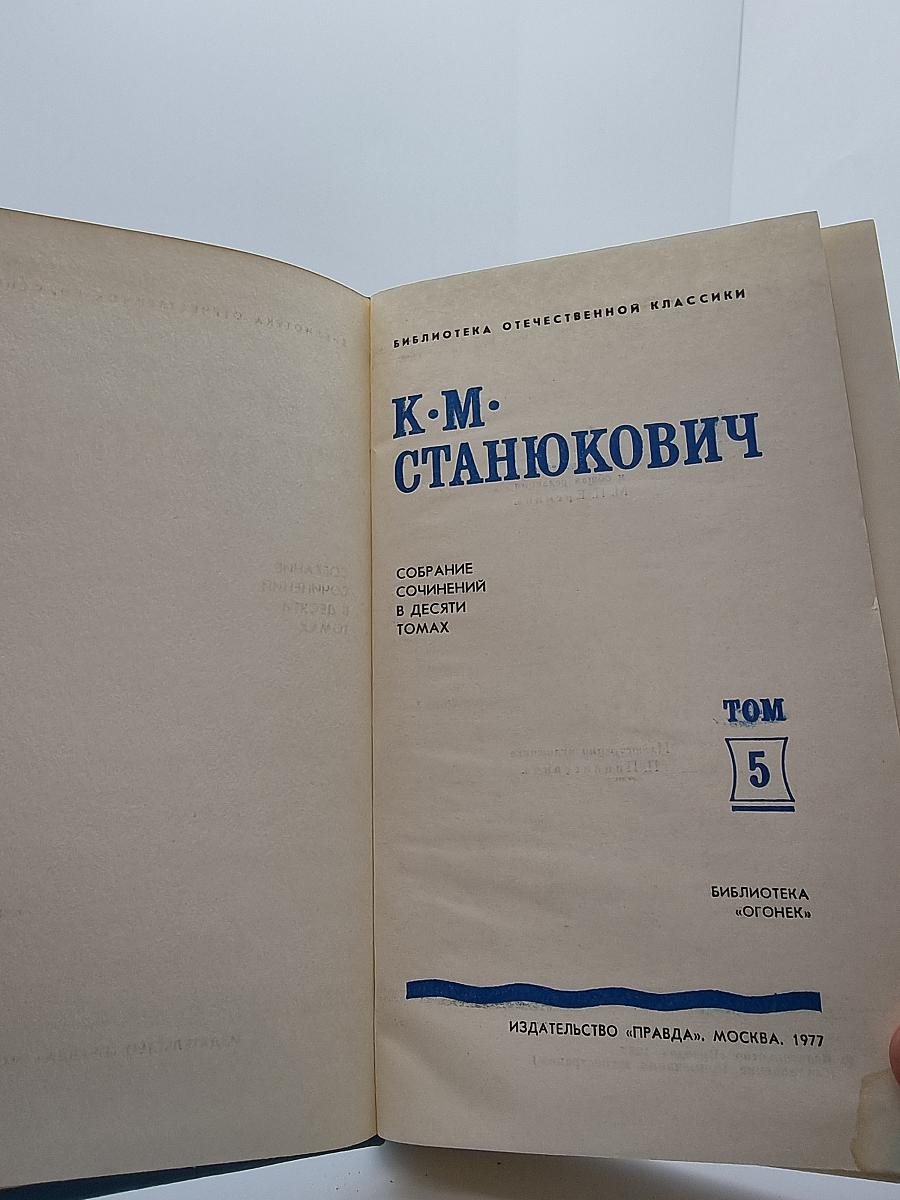 БИБЛИОТЕКА ОТЕЧЕСТВЕННОЙ КЛАССИКИ
К·М·
СТАНЮКОВИЧ
СОБРАНИЕ
СОЧИНЕНИЙ
В ДЕСЯТИ
ТОМАХ
ТОМ
5
БИБЛИОТЕКА
«ОГОНЕК»
ИЗДАТЕЛЬСТВО «ПРАВДА», МОСКВА, 1977